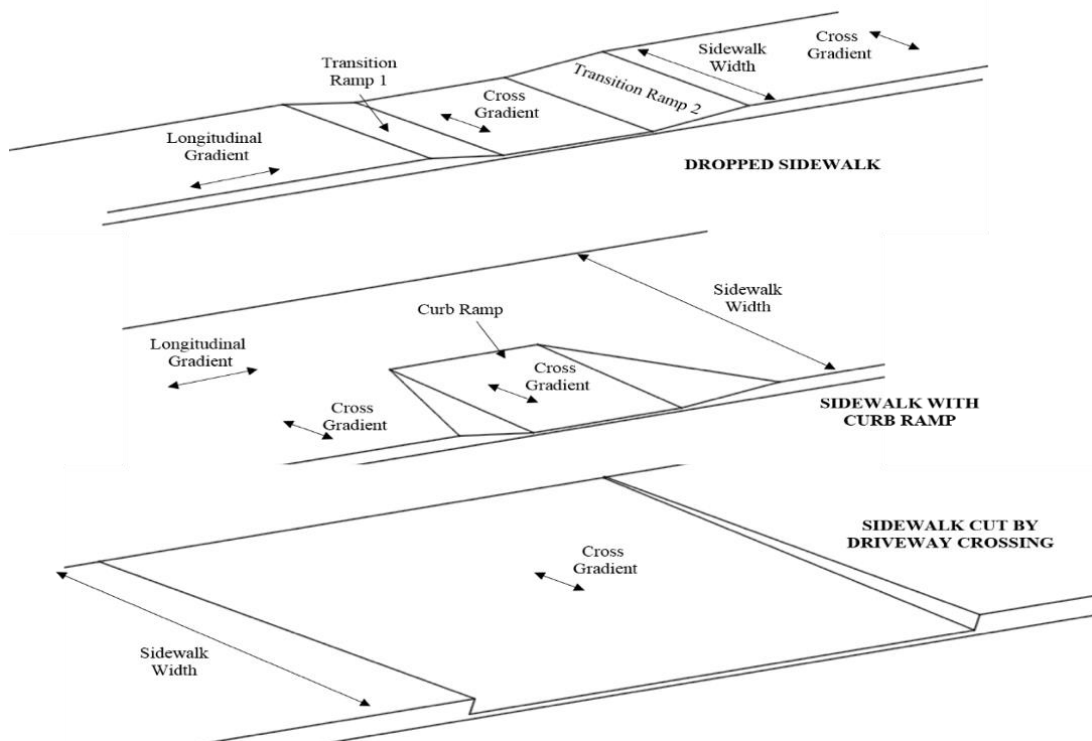 Cross
Gradient
Sidewalk
Width
Transition
Ramp 1
Transition Ramp 2
Cross
Gradient
Longitudinal
Gradient
DROPPED SIDEWALK
Sidewalk
Width
Curb Ramp
Longitudinal
Gradient
Cross
Gradient
Cross
Gradient
SIDEWALK WITH
CURB RAMP
SIDEWALK CUT BY
DRIVEWAY CROSSING
Cross
Gradient
Sidewalk
Width